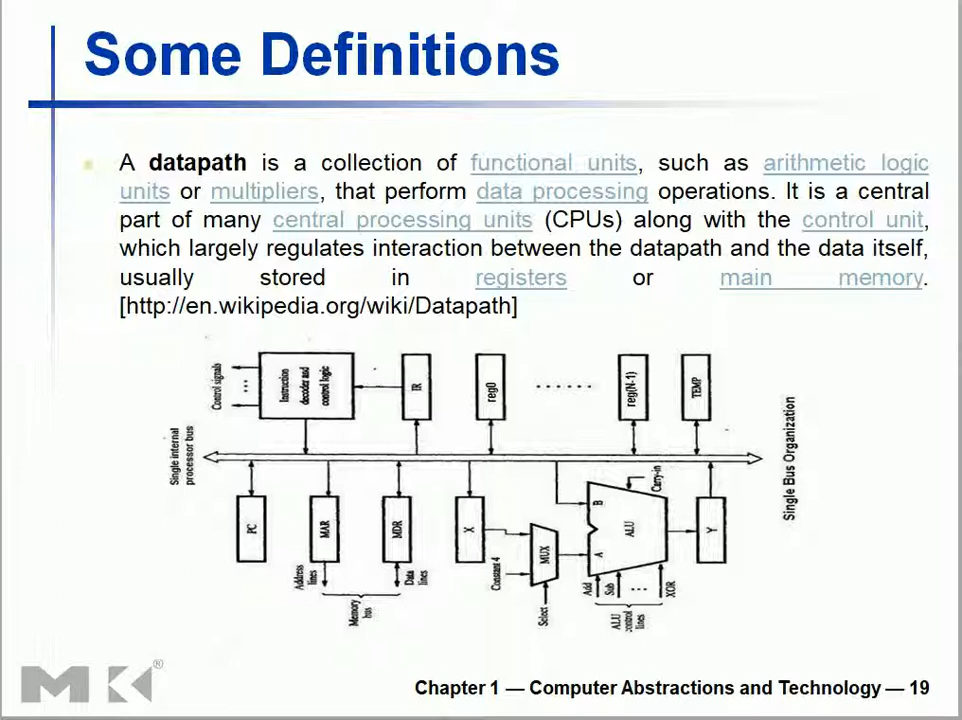 Some Definitions
A datapath is a collection of functional units, such as arithmetic logic
units or multipliers, that perform data processing operations. It is a central
part of many central processing units (CPUs) along with the control unit,
which largely regulates interaction between the datapath and the data itself,
usually stored in registers or main memory.
[http://en.wikipedia.org/wiki/Datapath]
Control signals
...
Instruction
decoder and
control logic
IR
reg0
......
reg(N-1)
TEMP
Single internal
processor bus
Single Bus Organization
PC
MAR
MDR
X
Address
lines
Data
lines
Memory
bus
Constant 4
MUX
Select
B
A
ALU
Carry-in
Y
Add
Sub
...
XOR
ALU
control
lines
MK®
Chapter 1 — Computer Abstractions and Technology — 19